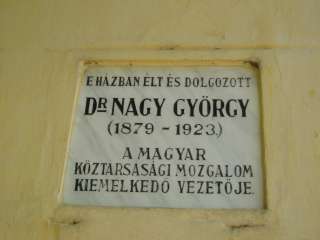 E HÁZBAN ÉLT ÉS DOLGOZOTT
DR NAGY GYÖRGY
(1879 - 1923.)
A MAGYAR
KÖZTÁRSASÁGI MOZGALOM
KIEMELKEDŐ VEZETŐJE.